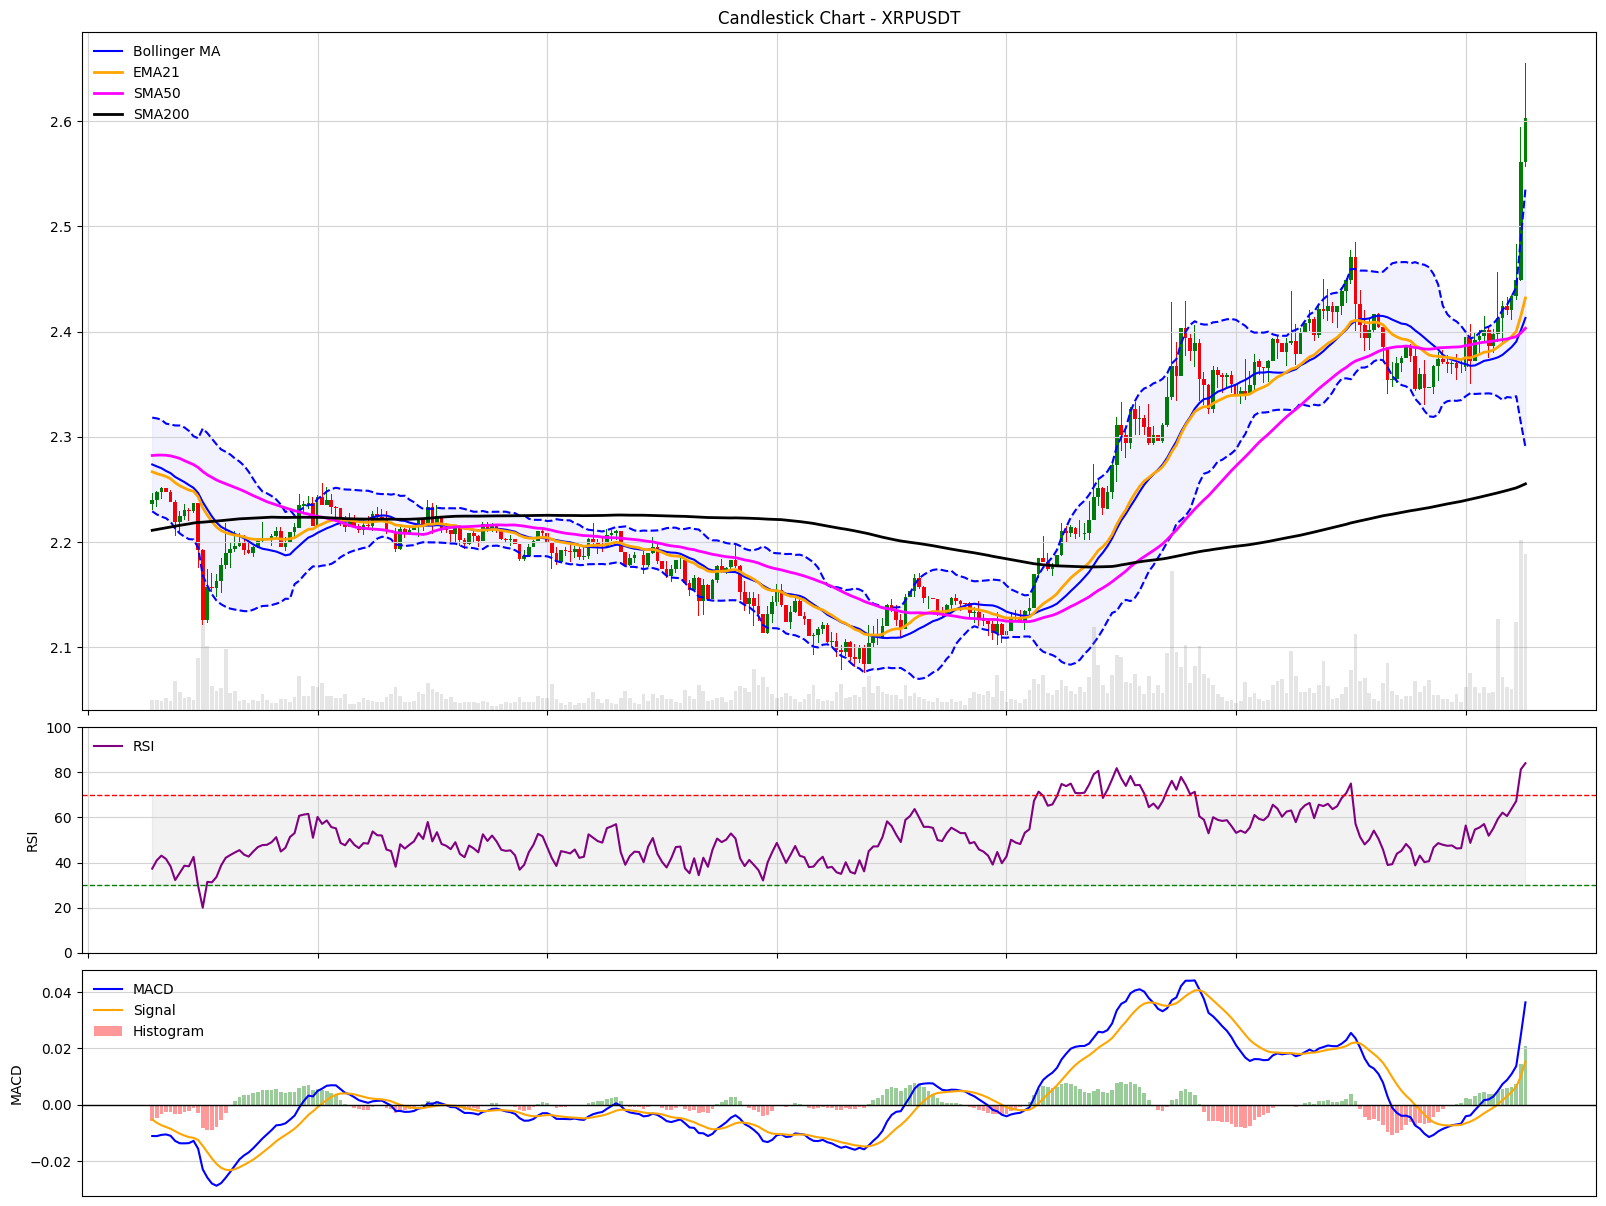 Candlestick Chart - XRPUSDT
Bollinger MA
EMA21
SMA50
SMA200
2.6
2.5
2.4
2.3
2.2
2.1
RSI
100
80
60
40
20
0
RSI
MACD
Signal
Histogram
0.04
0.02
0.00
−0.02
MACD